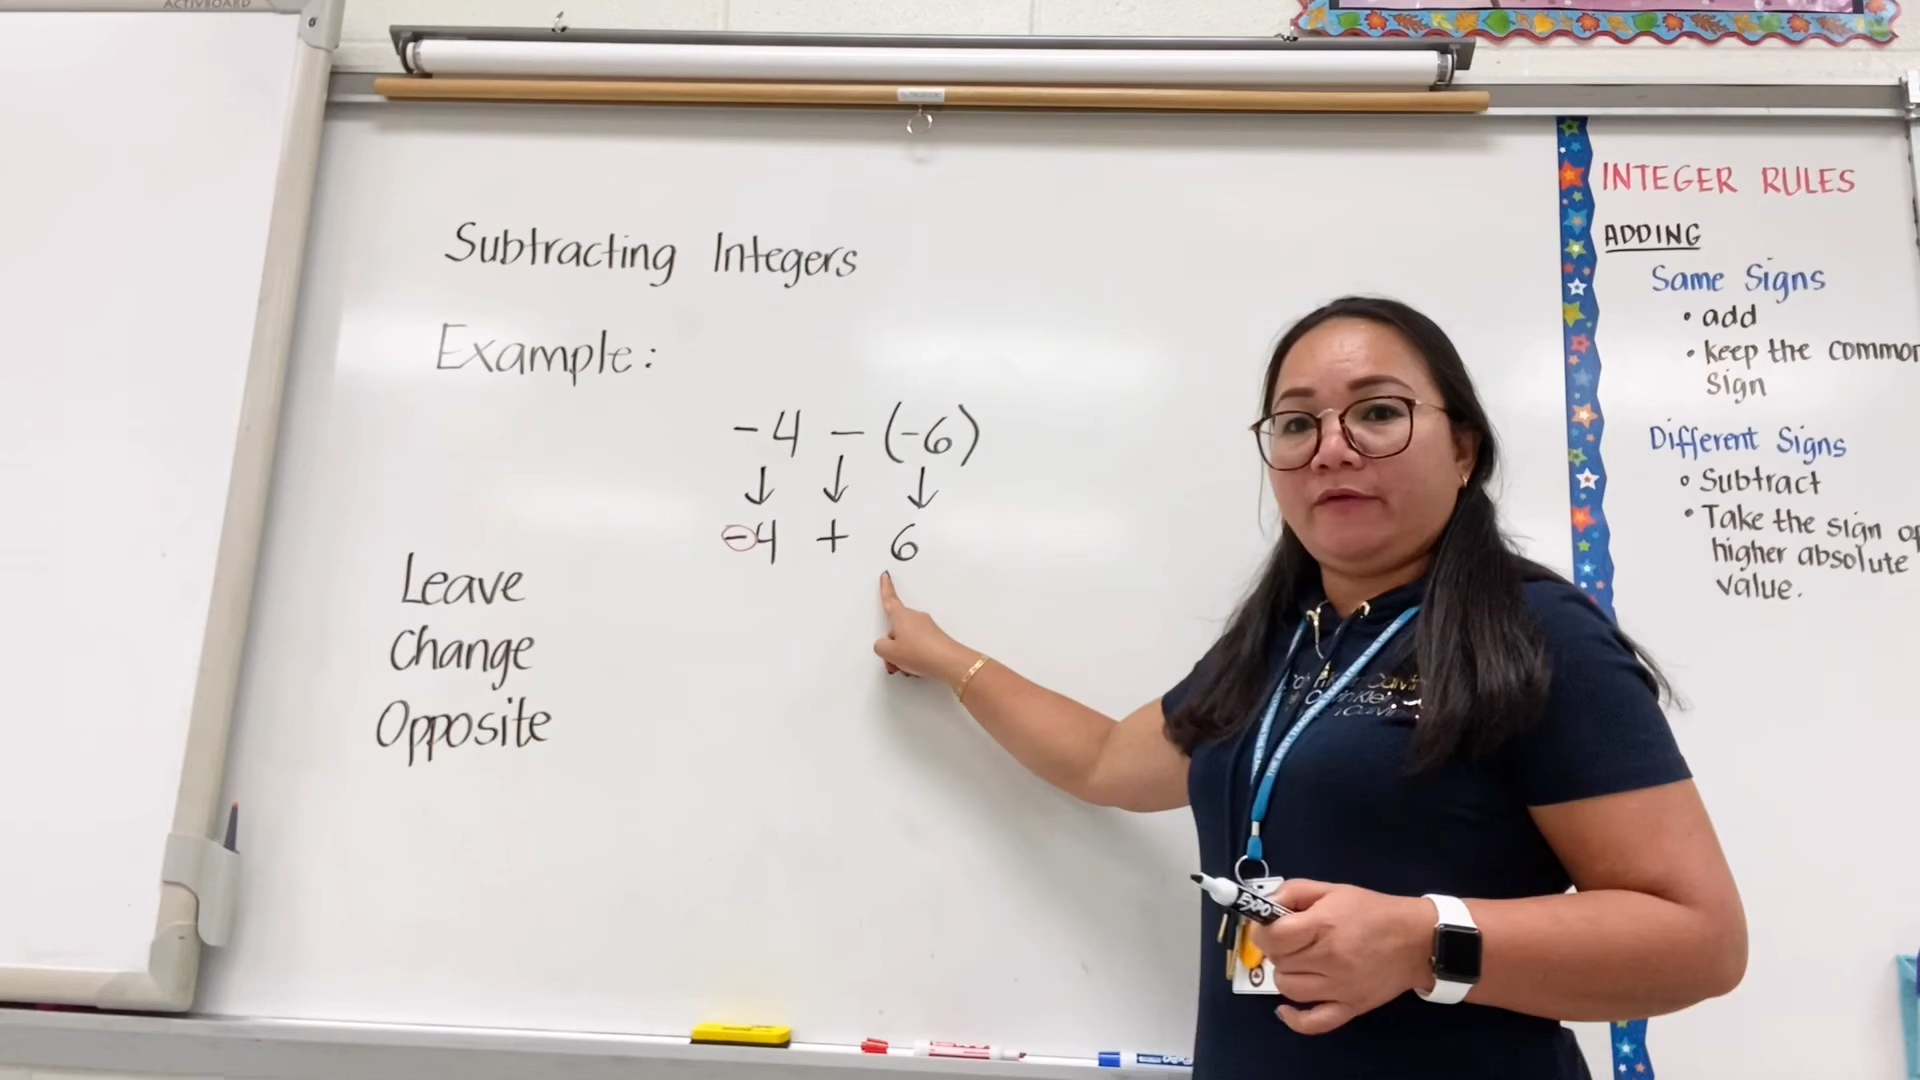 ACTIVBOARD
Subtracting Integers
Example:
-4 - (-6)
↓ ↓ ↓
-4 + 6
Leave
Change
Opposite
INTEGER RULES
ADDING
Same Signs
• add
• keep the common
sign
Different Signs
• Subtract
• Take the sign of
higher absolute
value.
EXPO